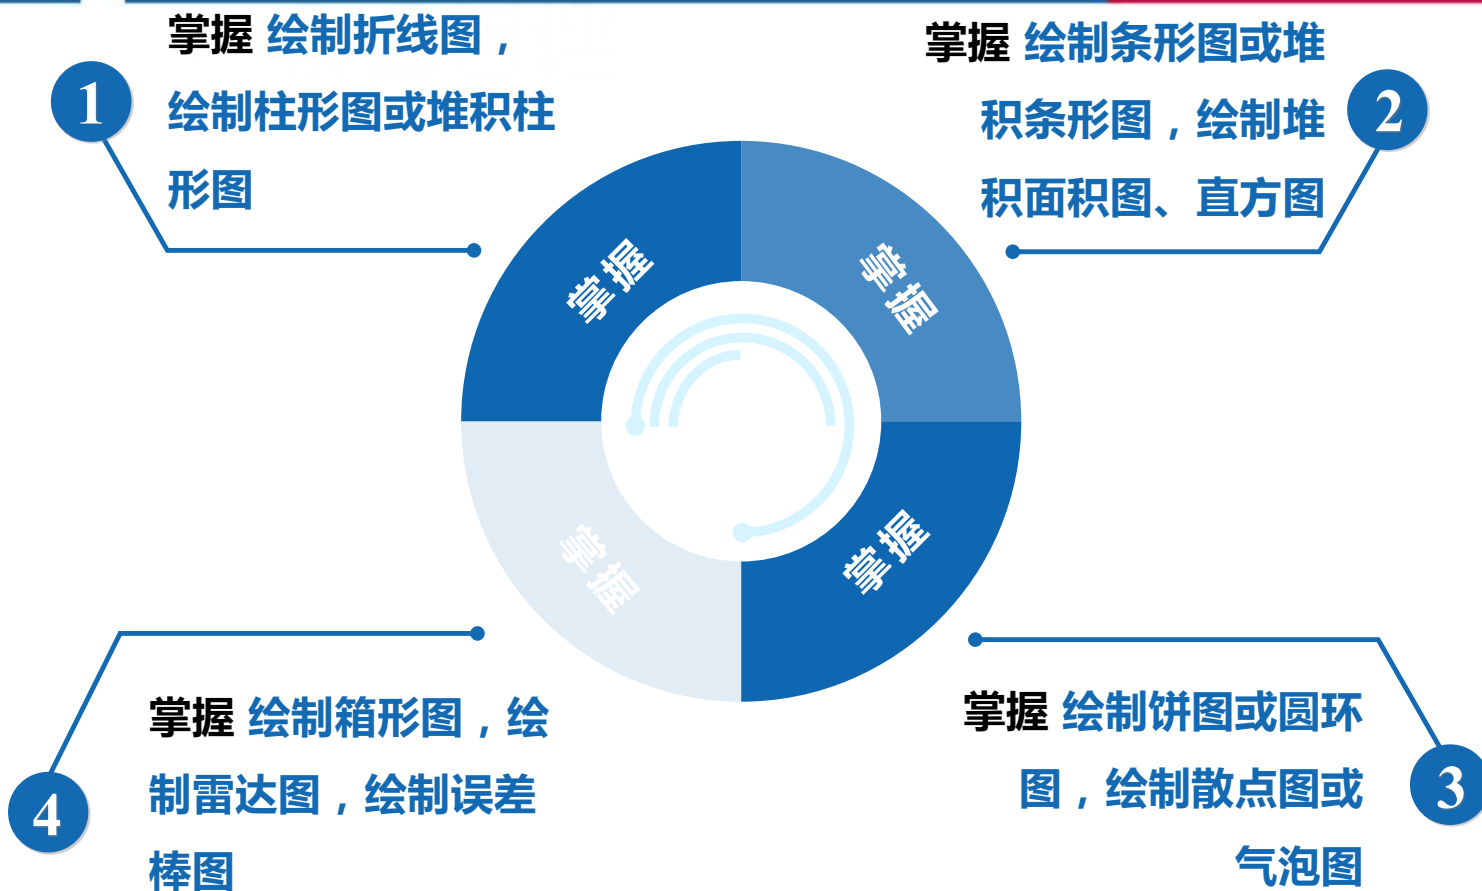 1
掌握 绘制折线图，
绘制柱形图或堆积柱
形图
掌握 绘制条形图或堆
积条形图，绘制堆
积面积图、直方图
2
掌握
掌握
掌握
掌握
4
掌握 绘制箱形图，绘
制雷达图，绘制误差
棒图
掌握 绘制饼图或圆环
图，绘制散点图或
气泡图
3